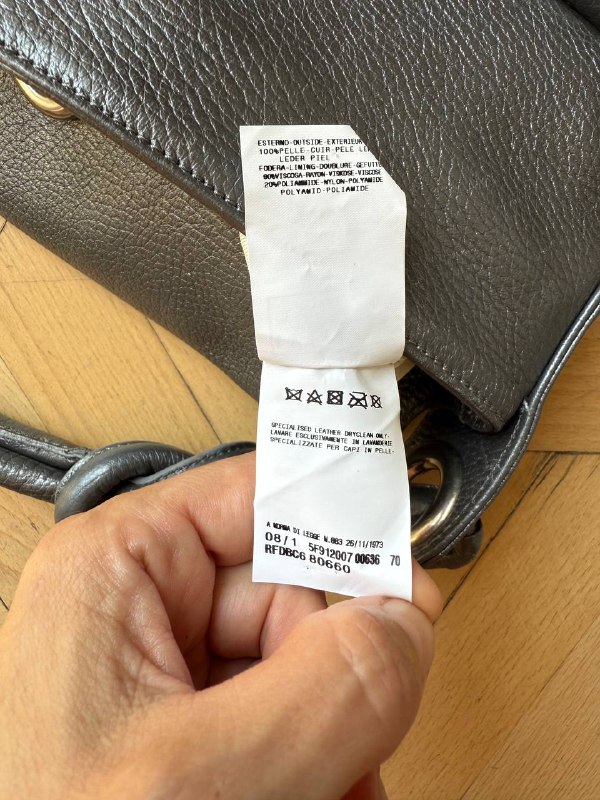 ESTERNO-OUTSIDE-EXTERIEUR
100%PELLE-CUIR-PELE LE
LEDER PIEL
FODERA-LINING-DOUBLURE-GEFUTTE
80%VISCOSA-RAYON-VISKOSE-VISCOSE
20%POLIAMMIDE-NYLON-POLYAMIDE
POLYAMID-POLIAMIDE
SPECIALISED LEATHER DRYCLEAN ONLY-
LAVARE ESCLUSIVAMENTE IN LAVANDERIE
SPECIALIZZATE PER CAPI IN PELLE-
A NORMA DI LEGGE N.883 26/11/1973
08/1 5F912007 00636 70
RFDBC6 80660